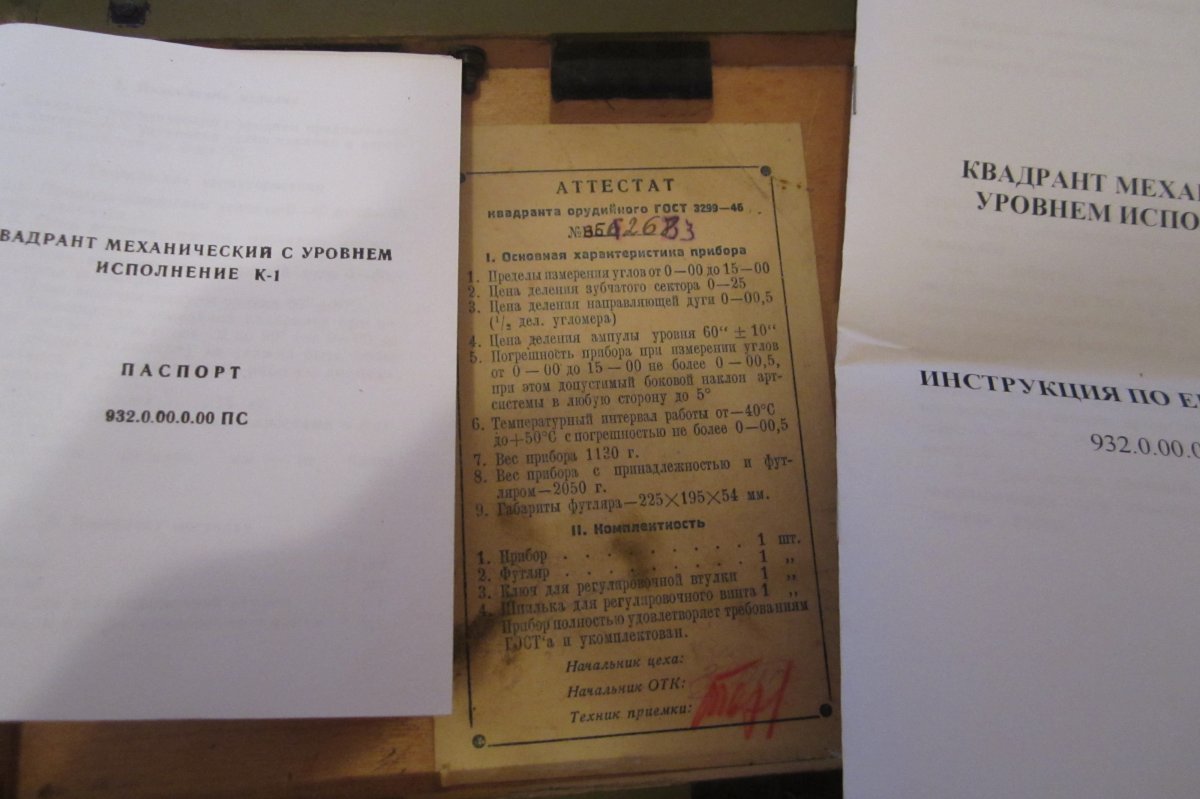 ВАДРАНТ МЕХАНИЧЕСКИЙ С УРОВНЕМ
ИСПОЛНЕНИЕ К-1
ПАСПОРТ
932.0.00.0.00 ПС
АТТЕСТАТ
квадранта орудийного ГОСТ 3299—46
№
I. Основная характеристика прибора
1. Пределы измерения углов от 0—00 до 15—00
2. Цена деления зубчатого сектора 0—25
3. Цена деления направляющей дуги 0—00,5
(¹/₂ дел. угломера)
4. Цена деления ампулы уровня 60“ ± 10“
5. Погрешность прибора при измерении углов
от 0—00 до 15—00 не более 0—00,5,
при этом допустимый боковой наклон арт-
системы в любую сторону до 5°
6. Температурный интервал работы от—40°С
до+50°С с погрешностью не более 0—00,5
7. Вес прибора 1120 г.
8. Вес прибора с принадлежностью и фут-
ляром—2050 г.
9. Габариты футляра—225×195×54 мм.
II. Комплектность
1. Прибор . . . . . . . . . 1 шт.
2. Футляр . . . . . . . . . 1 „
3. Ключ для регулировочной втулки 1 „
4. Шпилька для регулировочного винта 1 „
Прибор полностью удовлетворяет требованиям
ГОСТ‘а и укомплектован.
Начальник цеха:
Начальник ОТК:
Техник приемки:
КВАДРАНТ МЕХА
УРОВНЕМ ИСПО
ИНСТРУКЦИЯ ПО Е
932.0.00.0